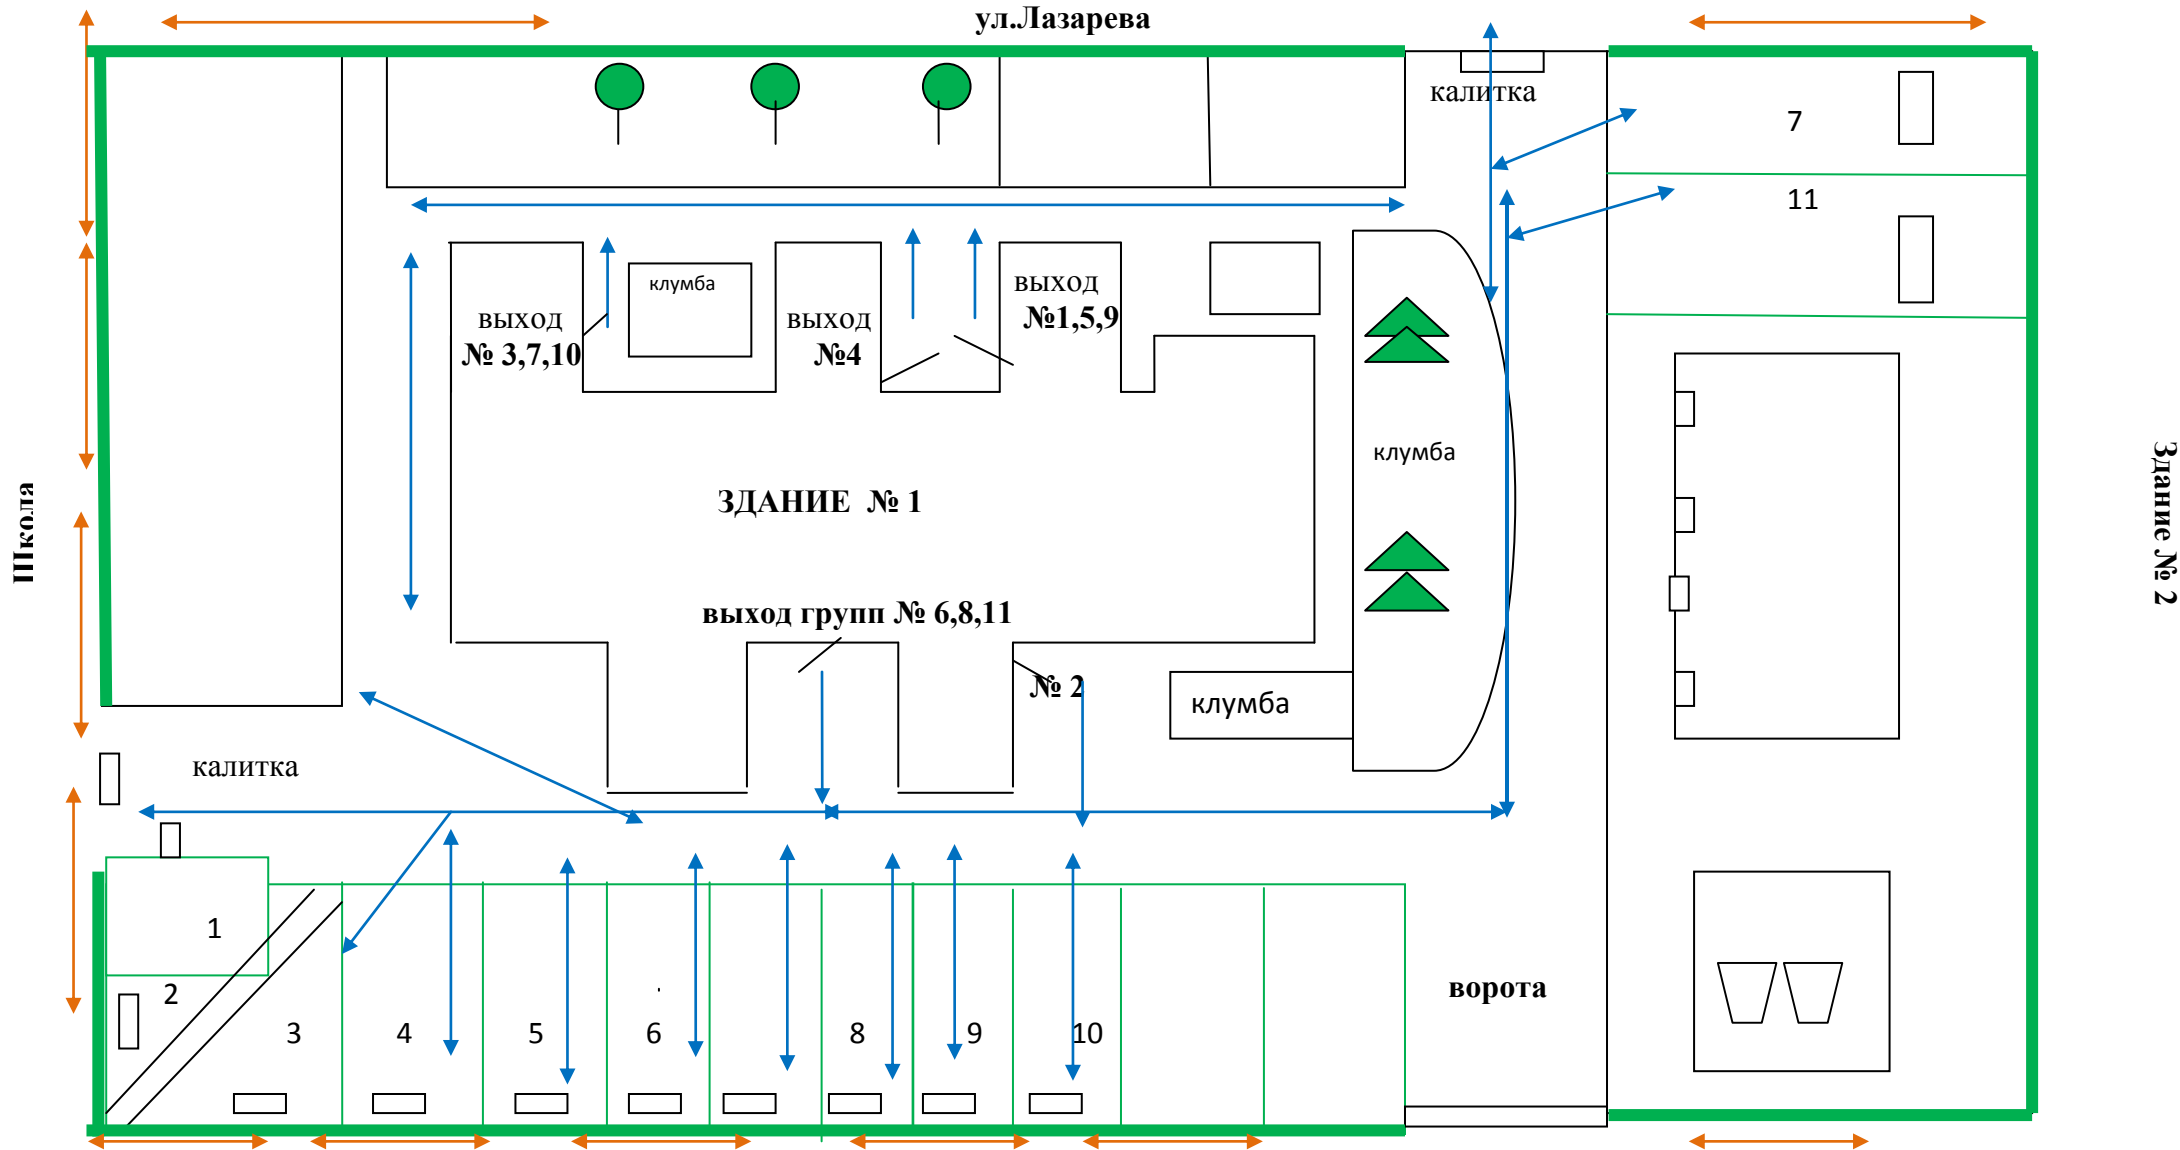 ул.Лазарева
калитка
7
11
клумба
выход
№ 3,7,10
выход
№4
выход
№1,5,9
клумба
Школа
ЗДАНИЕ № 1
Здание № 2
выход групп № 6,8,11
№ 2
клумба
калитка
1
2
3
4
5
6
8
9
10
ворота